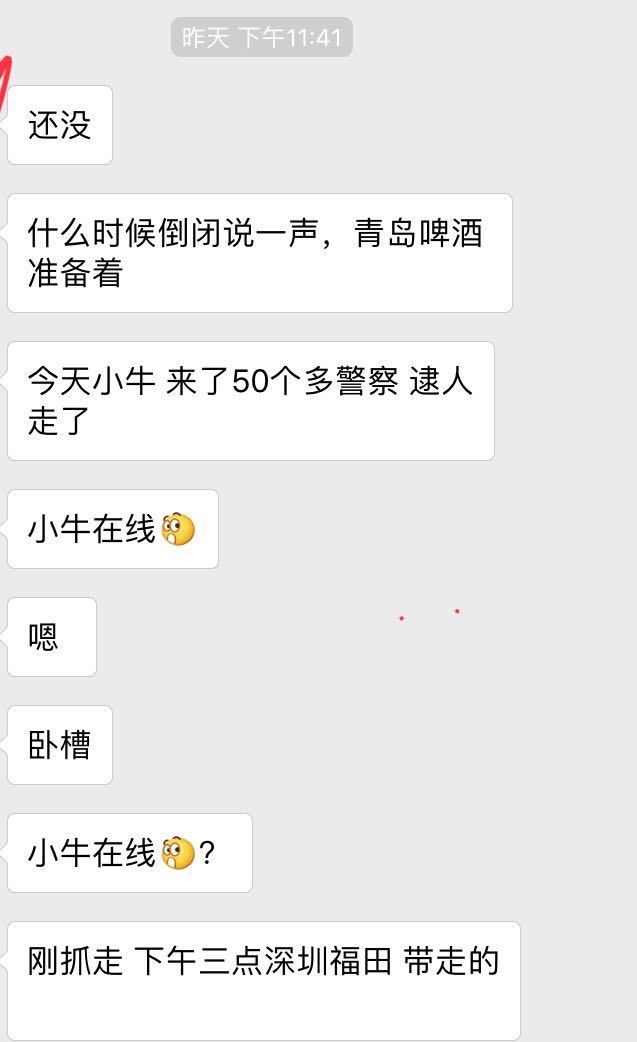 昨天 下午11:41
还没
什么时候倒闭说一声，青岛啤酒
准备着
今天小牛 来了50个多警察 逮人
走了
小牛在线
嗯
卧槽
小牛在线?
刚抓走 下午三点深圳福田 带走的